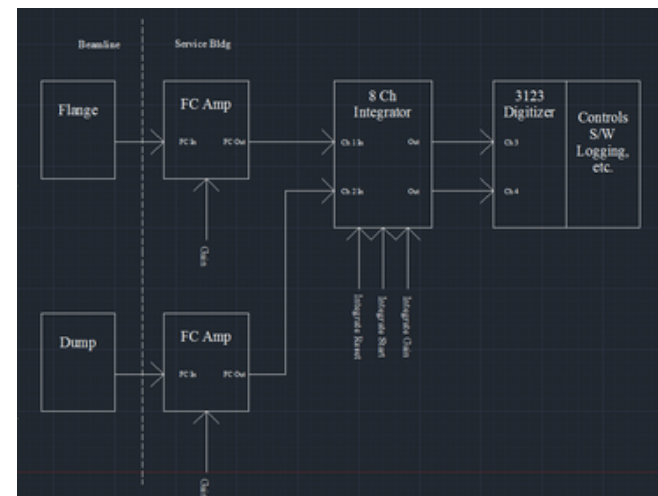 Beamline
Service Bldg
Flange
FC Amp
FC In
FC Out
Gain
8 Ch
Integrator
Ch 1 In
Out
Ch 2 In
Out
Integrate Reset
Integrate Start
Integrate Gain
3123
Digitizer
Ch 3
Ch 4
Controls
S/W
Logging,
etc.
Dump
FC Amp
FC In
FC Out
Gain